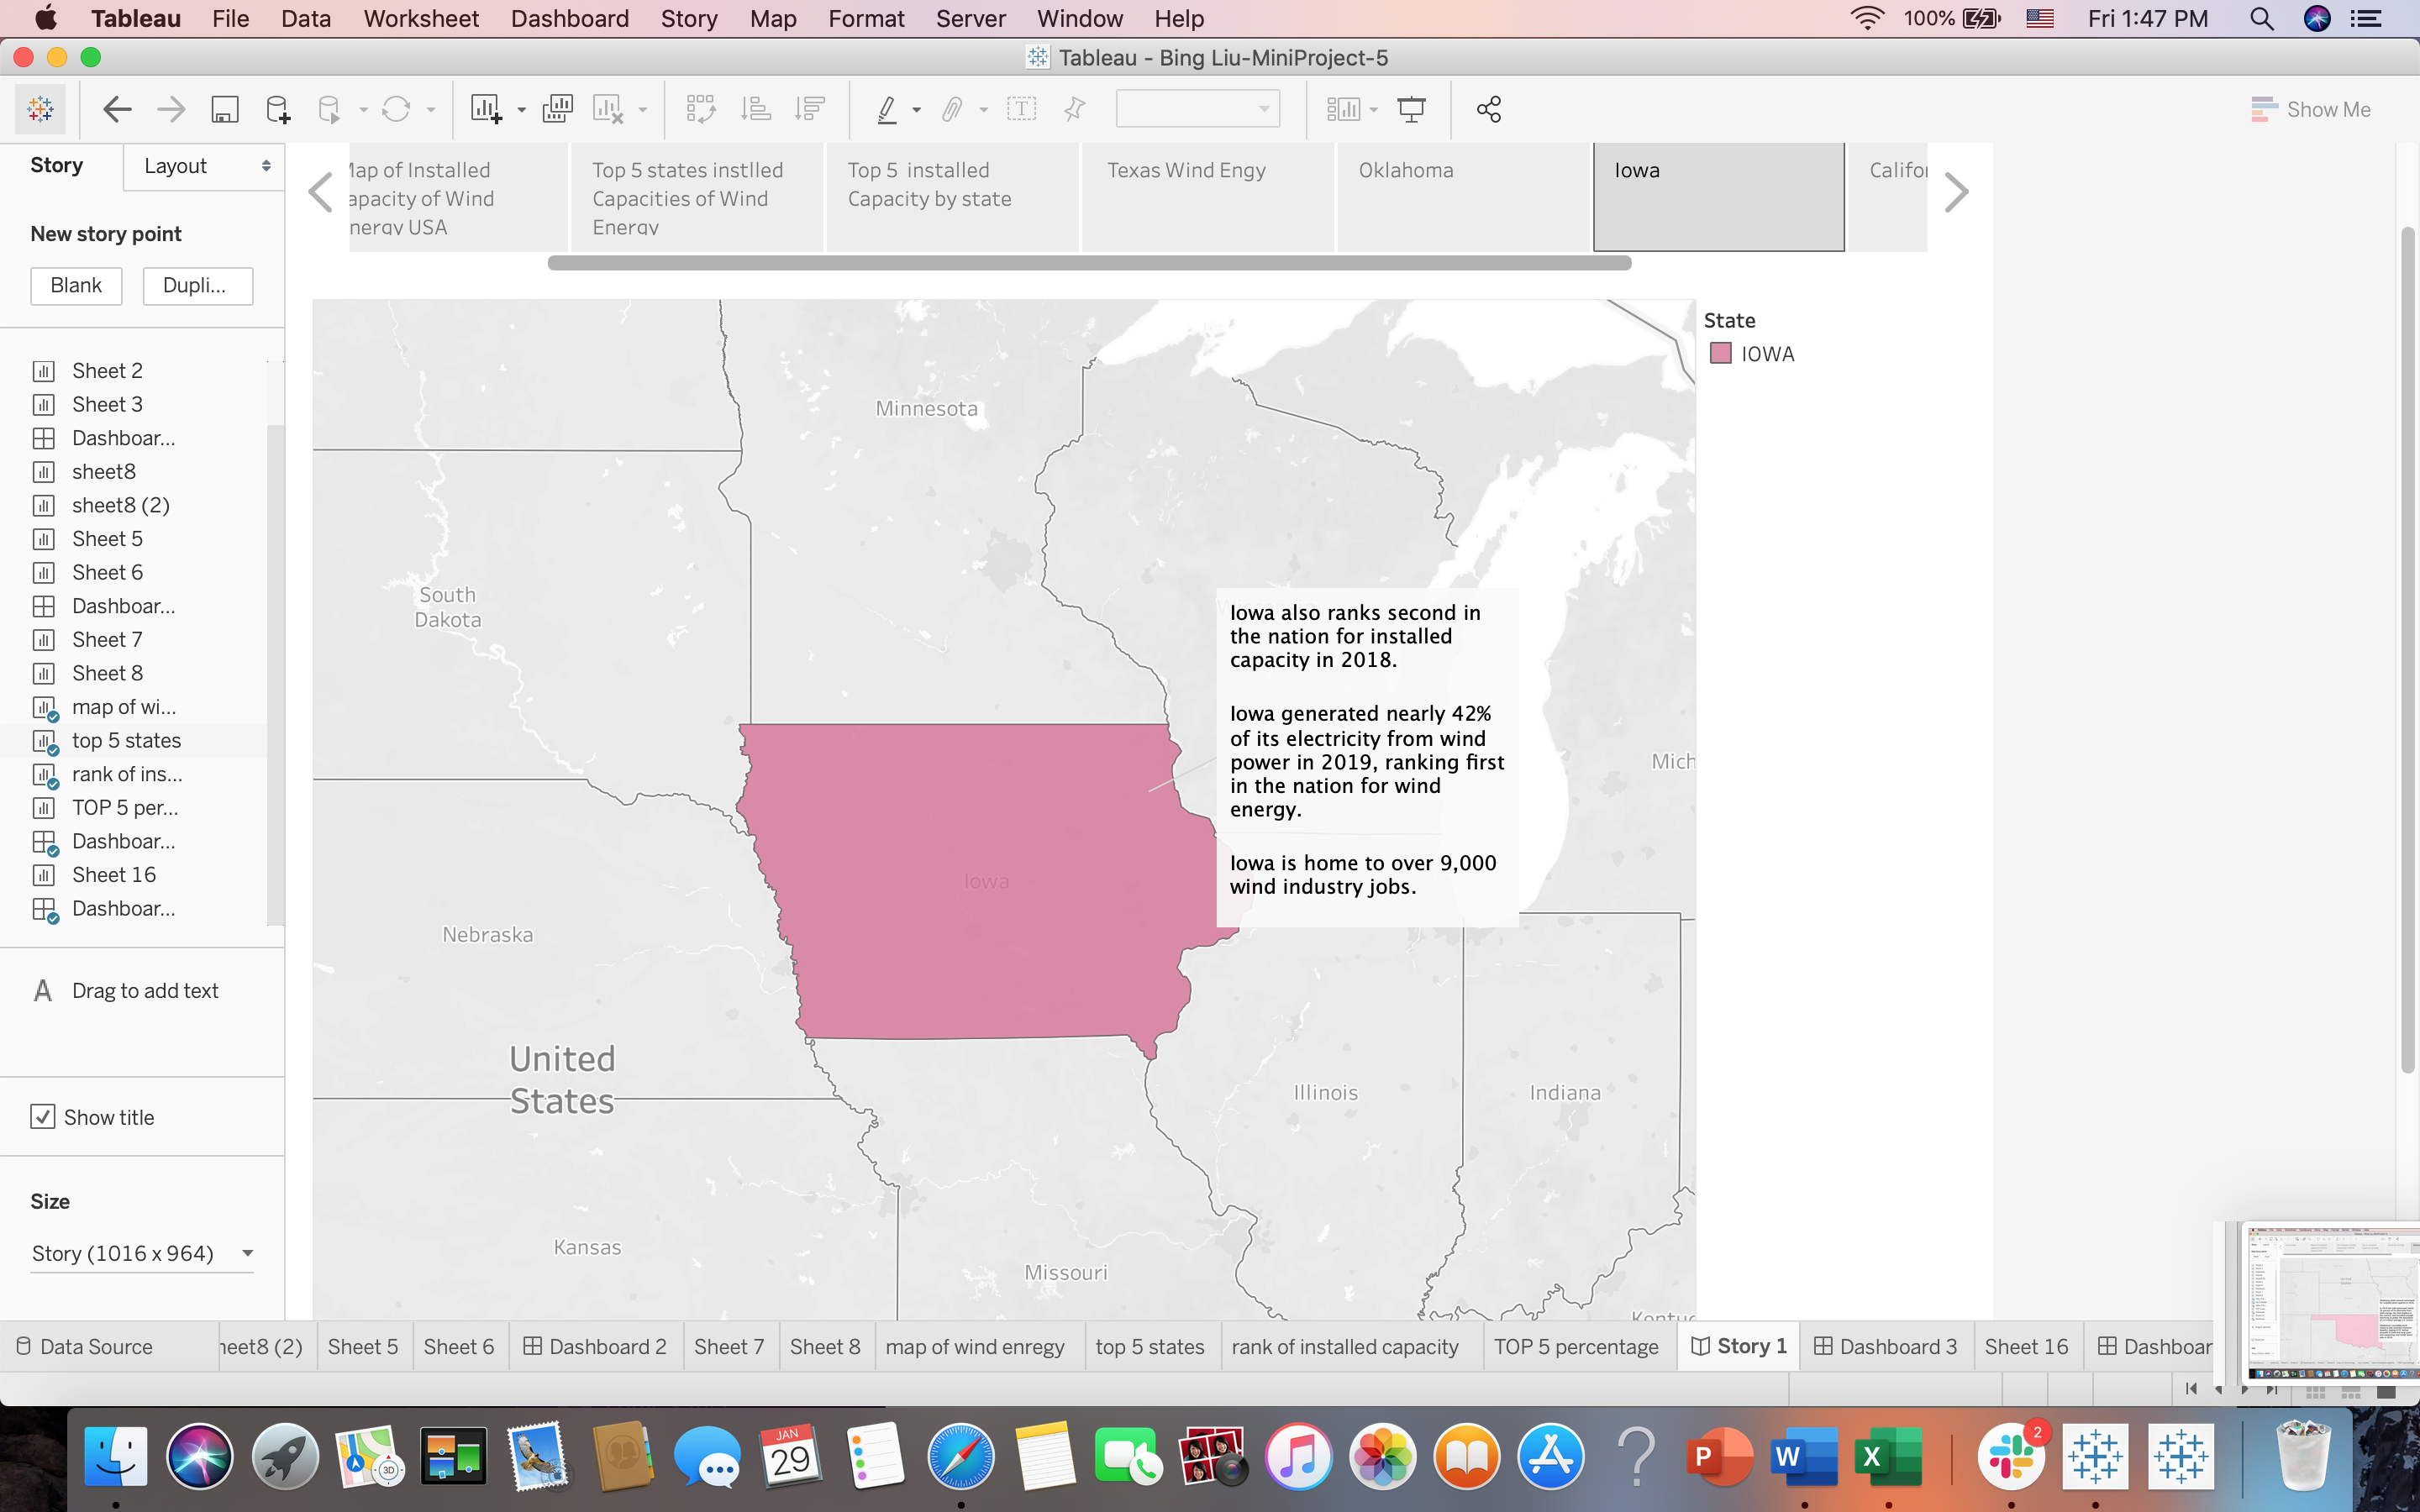 Tableau File Data Worksheet Dashboard Story Map Format Server Window Help
100% Fri 1:47 PM
Tableau - Bing Liu-MiniProject-5
Show Me
Story Layout
New story point
Blank Dupli...
Sheet 2
Sheet 3
Dashboar...
sheet8
sheet8 (2)
Sheet 5
Sheet 6
Dashboar...
Sheet 7
Sheet 8
map of wi...
top 5 states
rank of ins...
TOP 5 per...
Dashboar...
Sheet 16
Dashboar...
A Drag to add text
Show title
Size
Story (1016 x 964)
Map of Installed
apacity of Wind
nergy USA
Top 5 states instlled
Capacities of Wind
Energy
Top 5 installed
Capacity by state
Texas Wind Engy
Oklahoma
Iowa
Califor
State
IOWA
Minnesota
South
Dakota
Iowa also ranks second in
the nation for installed
capacity in 2018.
Iowa generated nearly 42%
of its electricity from wind
power in 2019, ranking first
in the nation for wind
energy.
Iowa is home to over 9,000
wind industry jobs.
Mich
Iowa
Nebraska
United
States
Illinois
Indiana
Kansas
Missouri
Kentuc
Data Source heet8 (2) Sheet 5 Sheet 6 Dashboard 2 Sheet 7 Sheet 8 map of wind enregy top 5 states rank of installed capacity TOP 5 percentage Story 1 Dashboard 3 Sheet 16 Dashboar
3D
JAN
29
P
W
X
2